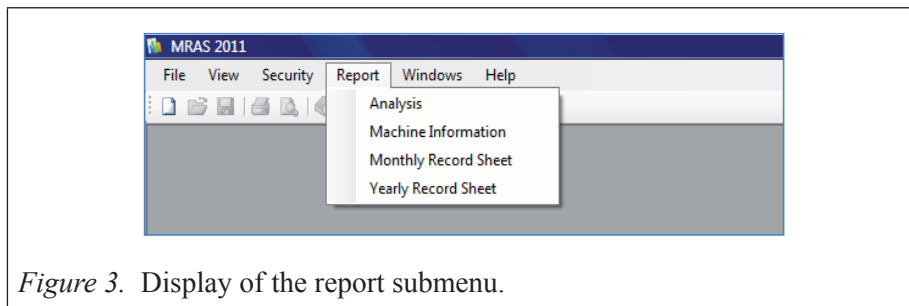 MRAS 2011
File View Security Report Windows Help
Analysis
Machine Information
Monthly Record Sheet
Yearly Record Sheet
Figure 3. Display of the report submenu.